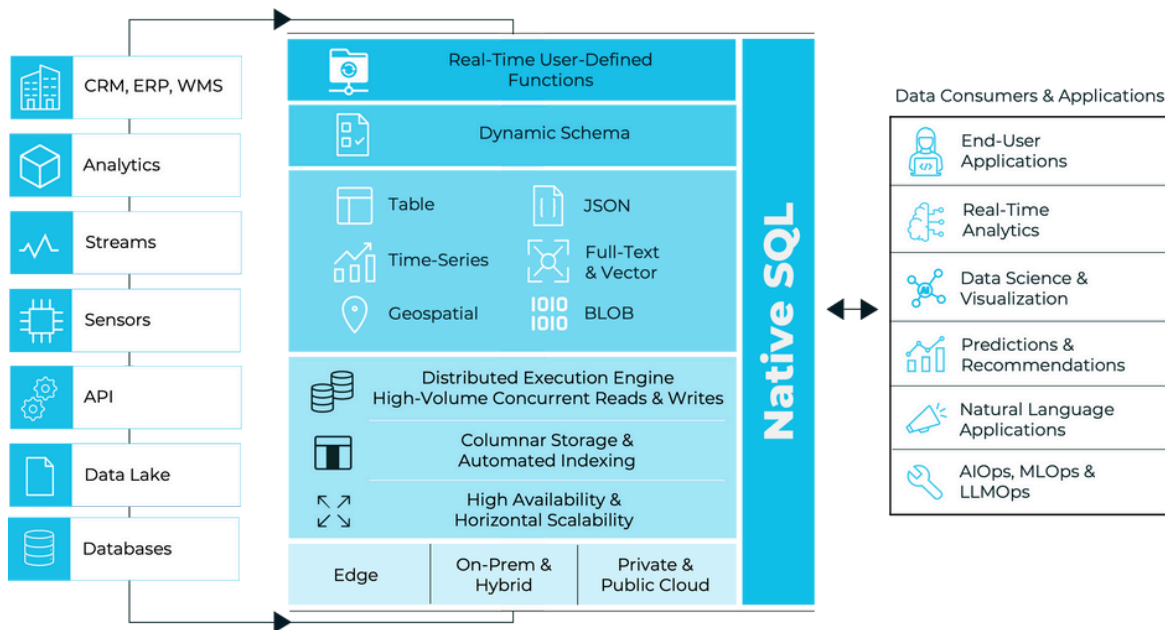 CRM, ERP, WMS
Analytics
Streams
Sensors
API
Data Lake
Databases
Real-Time User-Defined
Functions
Dynamic Schema
Table
JSON
Time-Series
Full-Text
& Vector
Geospatial
1010
1010
BLOB
Distributed Execution Engine
High-Volume Concurrent Reads & Writes
Columnar Storage &
Automated Indexing
High Availability &
Horizontal Scalability
Edge
On-Prem &
Hybrid
Private &
Public Cloud
Native SQL
Data Consumers & Applications
</>
End-User
Applications
Real-Time
Analytics
AI
Data Science &
Visualization
Predictions &
Recommendations
Natural Language
Applications
AIOps, MLOps &
LLMOps